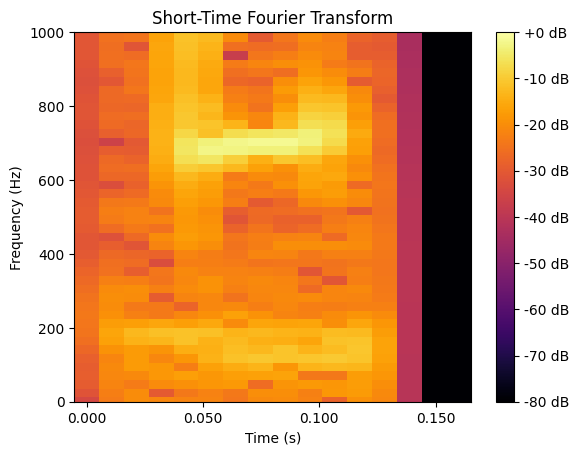 Short-Time Fourier Transform
1000
800
600
400
200
0
Frequency (Hz)
0.000
0.050
0.100
0.150
Time (s)
+0 dB
-10 dB
-20 dB
-30 dB
-40 dB
-50 dB
-60 dB
-70 dB
-80 dB